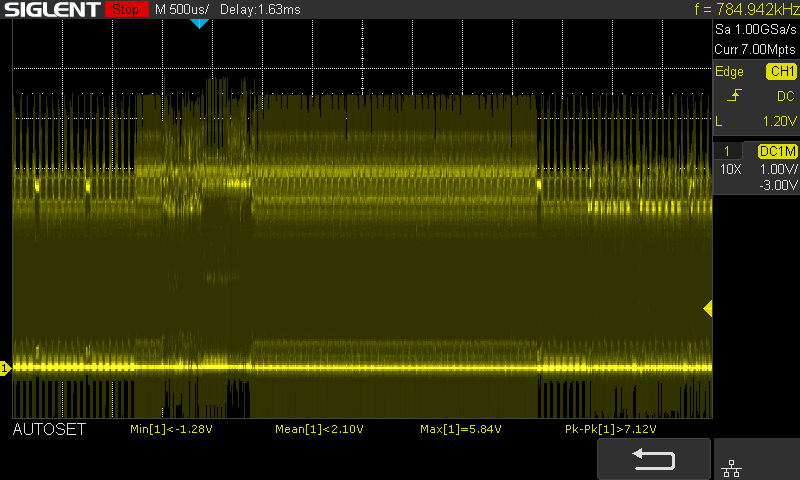 SIGLENT Stop M 500us/ Delay:1.63ms f = 784.942kHz
Sa 1.00GSa/s
Curr 7.00Mpts
Edge CH1
DC
L 1.20V
1 DC1M
10X 1.00V/
-3.00V
1
AUTOSET Min[1]<-1.28V Mean[1]<2.10V Max[1]=5.84V Pk-Pk[1]>7.12V